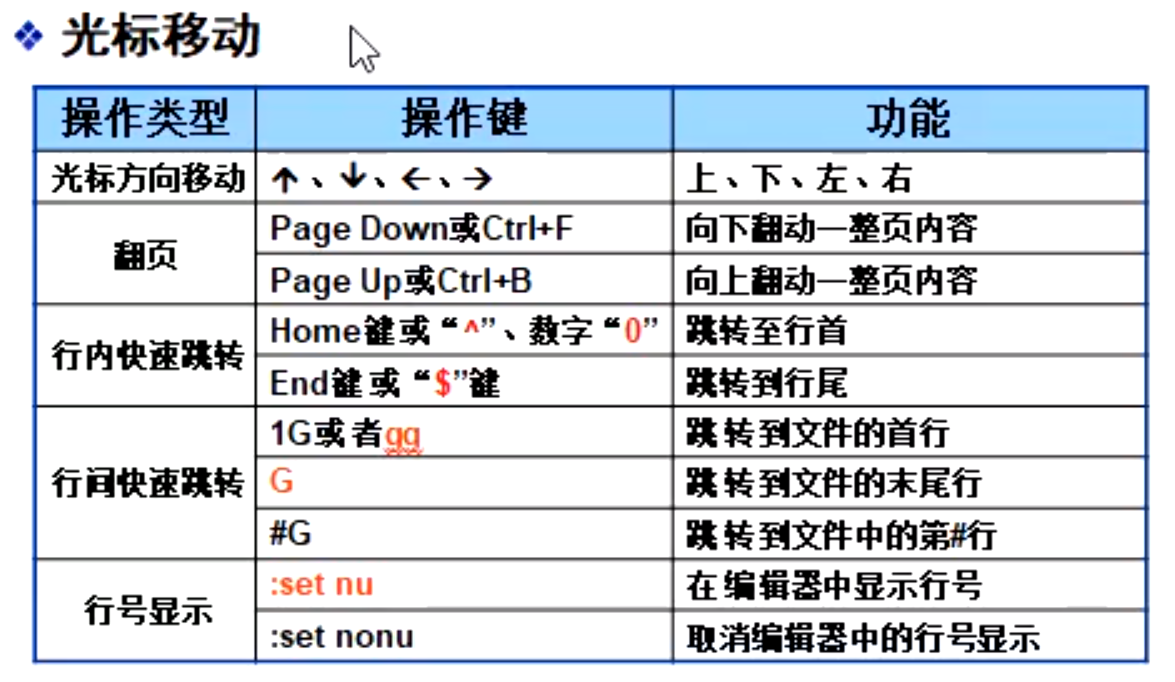 ❖ 光标移动
操作类型 操作键 功能
光标方向移动 ↑、↓、←、→ 上、下、左、右
翻页 Page Down或Ctrl+F 向下翻动一整页内容
Page Up或Ctrl+B 向上翻动一整页内容
行内快速跳转 Home键或“^”、数字“0” 跳转至行首
End键或“$”键 跳转到行尾
行间快速跳转 1G或者gg 跳转到文件的首行
G 跳转到文件的末尾行
#G 跳转到文件中的第#行
行号显示 :set nu 在编辑器中显示行号
:set nonu 取消编辑器中的行号显示